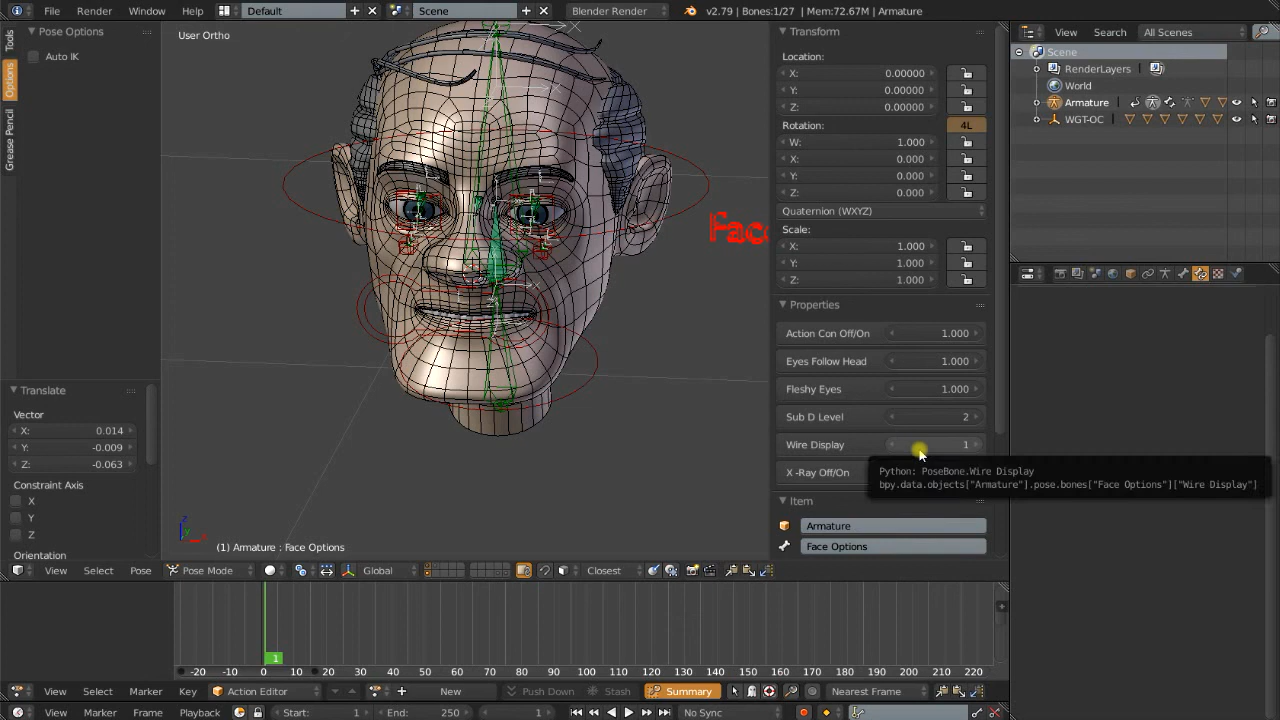 File Render Window Help Default Scene Blender Render v2.79 | Bones:1/27 | Mem:72.67M | Armature
Tools
Options
Grease Pencil
Pose Options
Auto IK
Translate
Vector
X: 0.014
Y: -0.009
Z: -0.063
Constraint Axis
X
Y
Z
Orientation
User Ortho
Face
(1) Armature : Face Options
Transform
Location:
X: 0.00000
Y: 0.00000
Z: 0.00000
Rotation: 4L
W: 1.000
X: 0.000
Y: 0.000
Z: 0.000
Quaternion (WXYZ)
Scale:
X: 1.000
Y: 1.000
Z: 1.000
Properties
Action Con Off/On 1.000
Eyes Follow Head 1.000
Fleshy Eyes 1.000
Sub D Level 2
Wire Display 1
X -Ray Off/On
Python: PoseBone.Wire Display
bpy.data.objects["Armature"].pose.bones["Face Options"]["Wire Display"]
Item
Armature
Face Options
View Search All Scenes
Scene
RenderLayers
World
Armature
WGT-OC
View Select Pose Pose Mode Global Closest
1
-20 -10 0 10 20 30 40 50 60 70 80 90 100 110 120 130 140 150 160 170 180 190 200 210 220
View Select Marker Key Action Editor New Push Down Stash Summary Nearest Frame
View Marker Frame Playback Start: 1 End: 250 1 No Sync